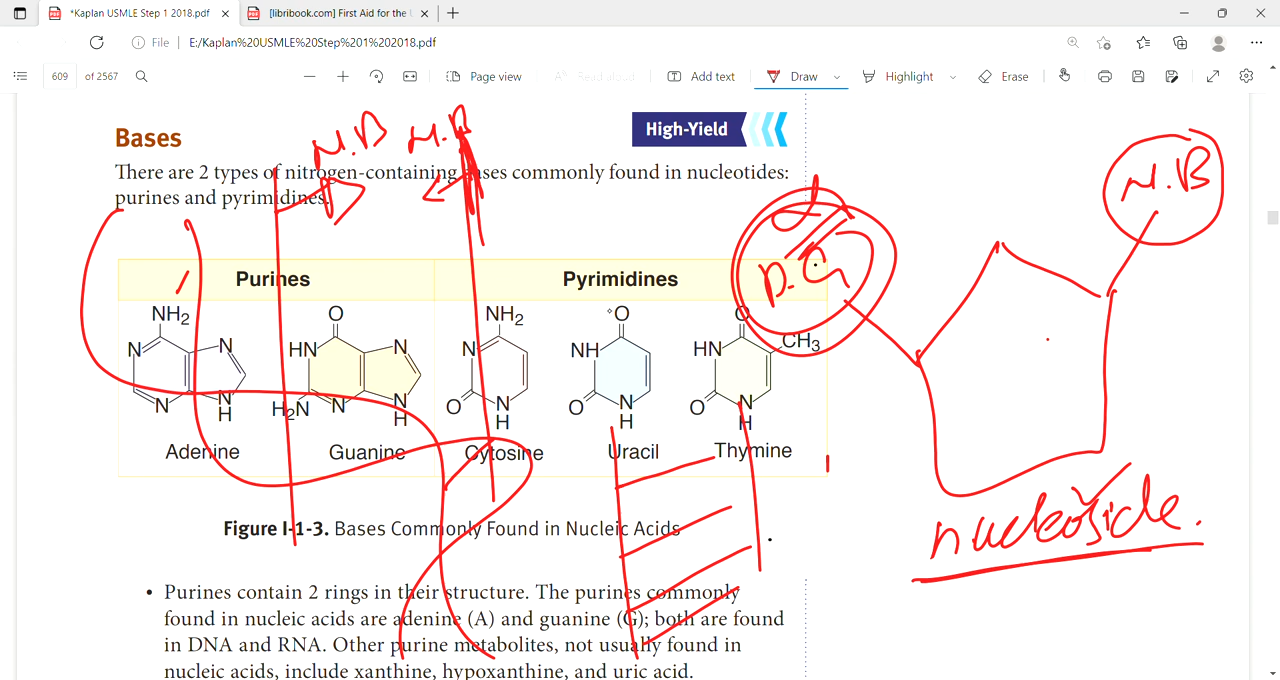 *Kaplan USMLE Step 1 2018.pdf
[libribook.com] First Aid for the
File
E:/Kaplan%20USMLE%20Step%201%202018.pdf
609 of 2567
Page view
Read aloud
Add text
Draw
Highlight
Erase
Bases
High-Yield
There are 2 types of nitrogen-containing bases commonly found in nucleotides:
purines and pyrimidines.
N.B N.B
N.B
Purines Pyrimidines
NH2 O NH2 O O
N N HN N N NH HN CH3
N N H H2N N N H O N H O N H O N H
Adenine Guanine Cytosine Uracil Thymine
nucleoside.
Figure I-1-3. Bases Commonly Found in Nucleic Acids
• Purines contain 2 rings in their structure. The purines commonly
found in nucleic acids are adenine (A) and guanine (G); both are found
in DNA and RNA. Other purine metabolites, not usually found in
nucleic acids, include xanthine, hypoxanthine, and uric acid.